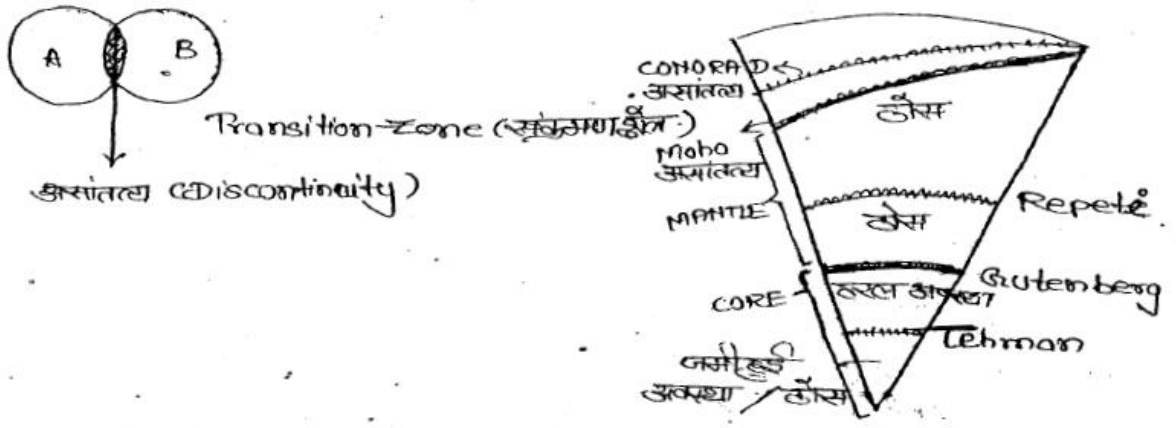 A
B
Transition-Zone (संक्रमण क्षेत्र)
असांतत्य (Discontinuity)
CONORAD
असांतत्य
ठोस
Moho
असांतत्य
MANTLE
Repete
ठोस
Gutenberg
CORE
तरल अवस्था
Lehman
जमी हुई
अवस्था / ठोस